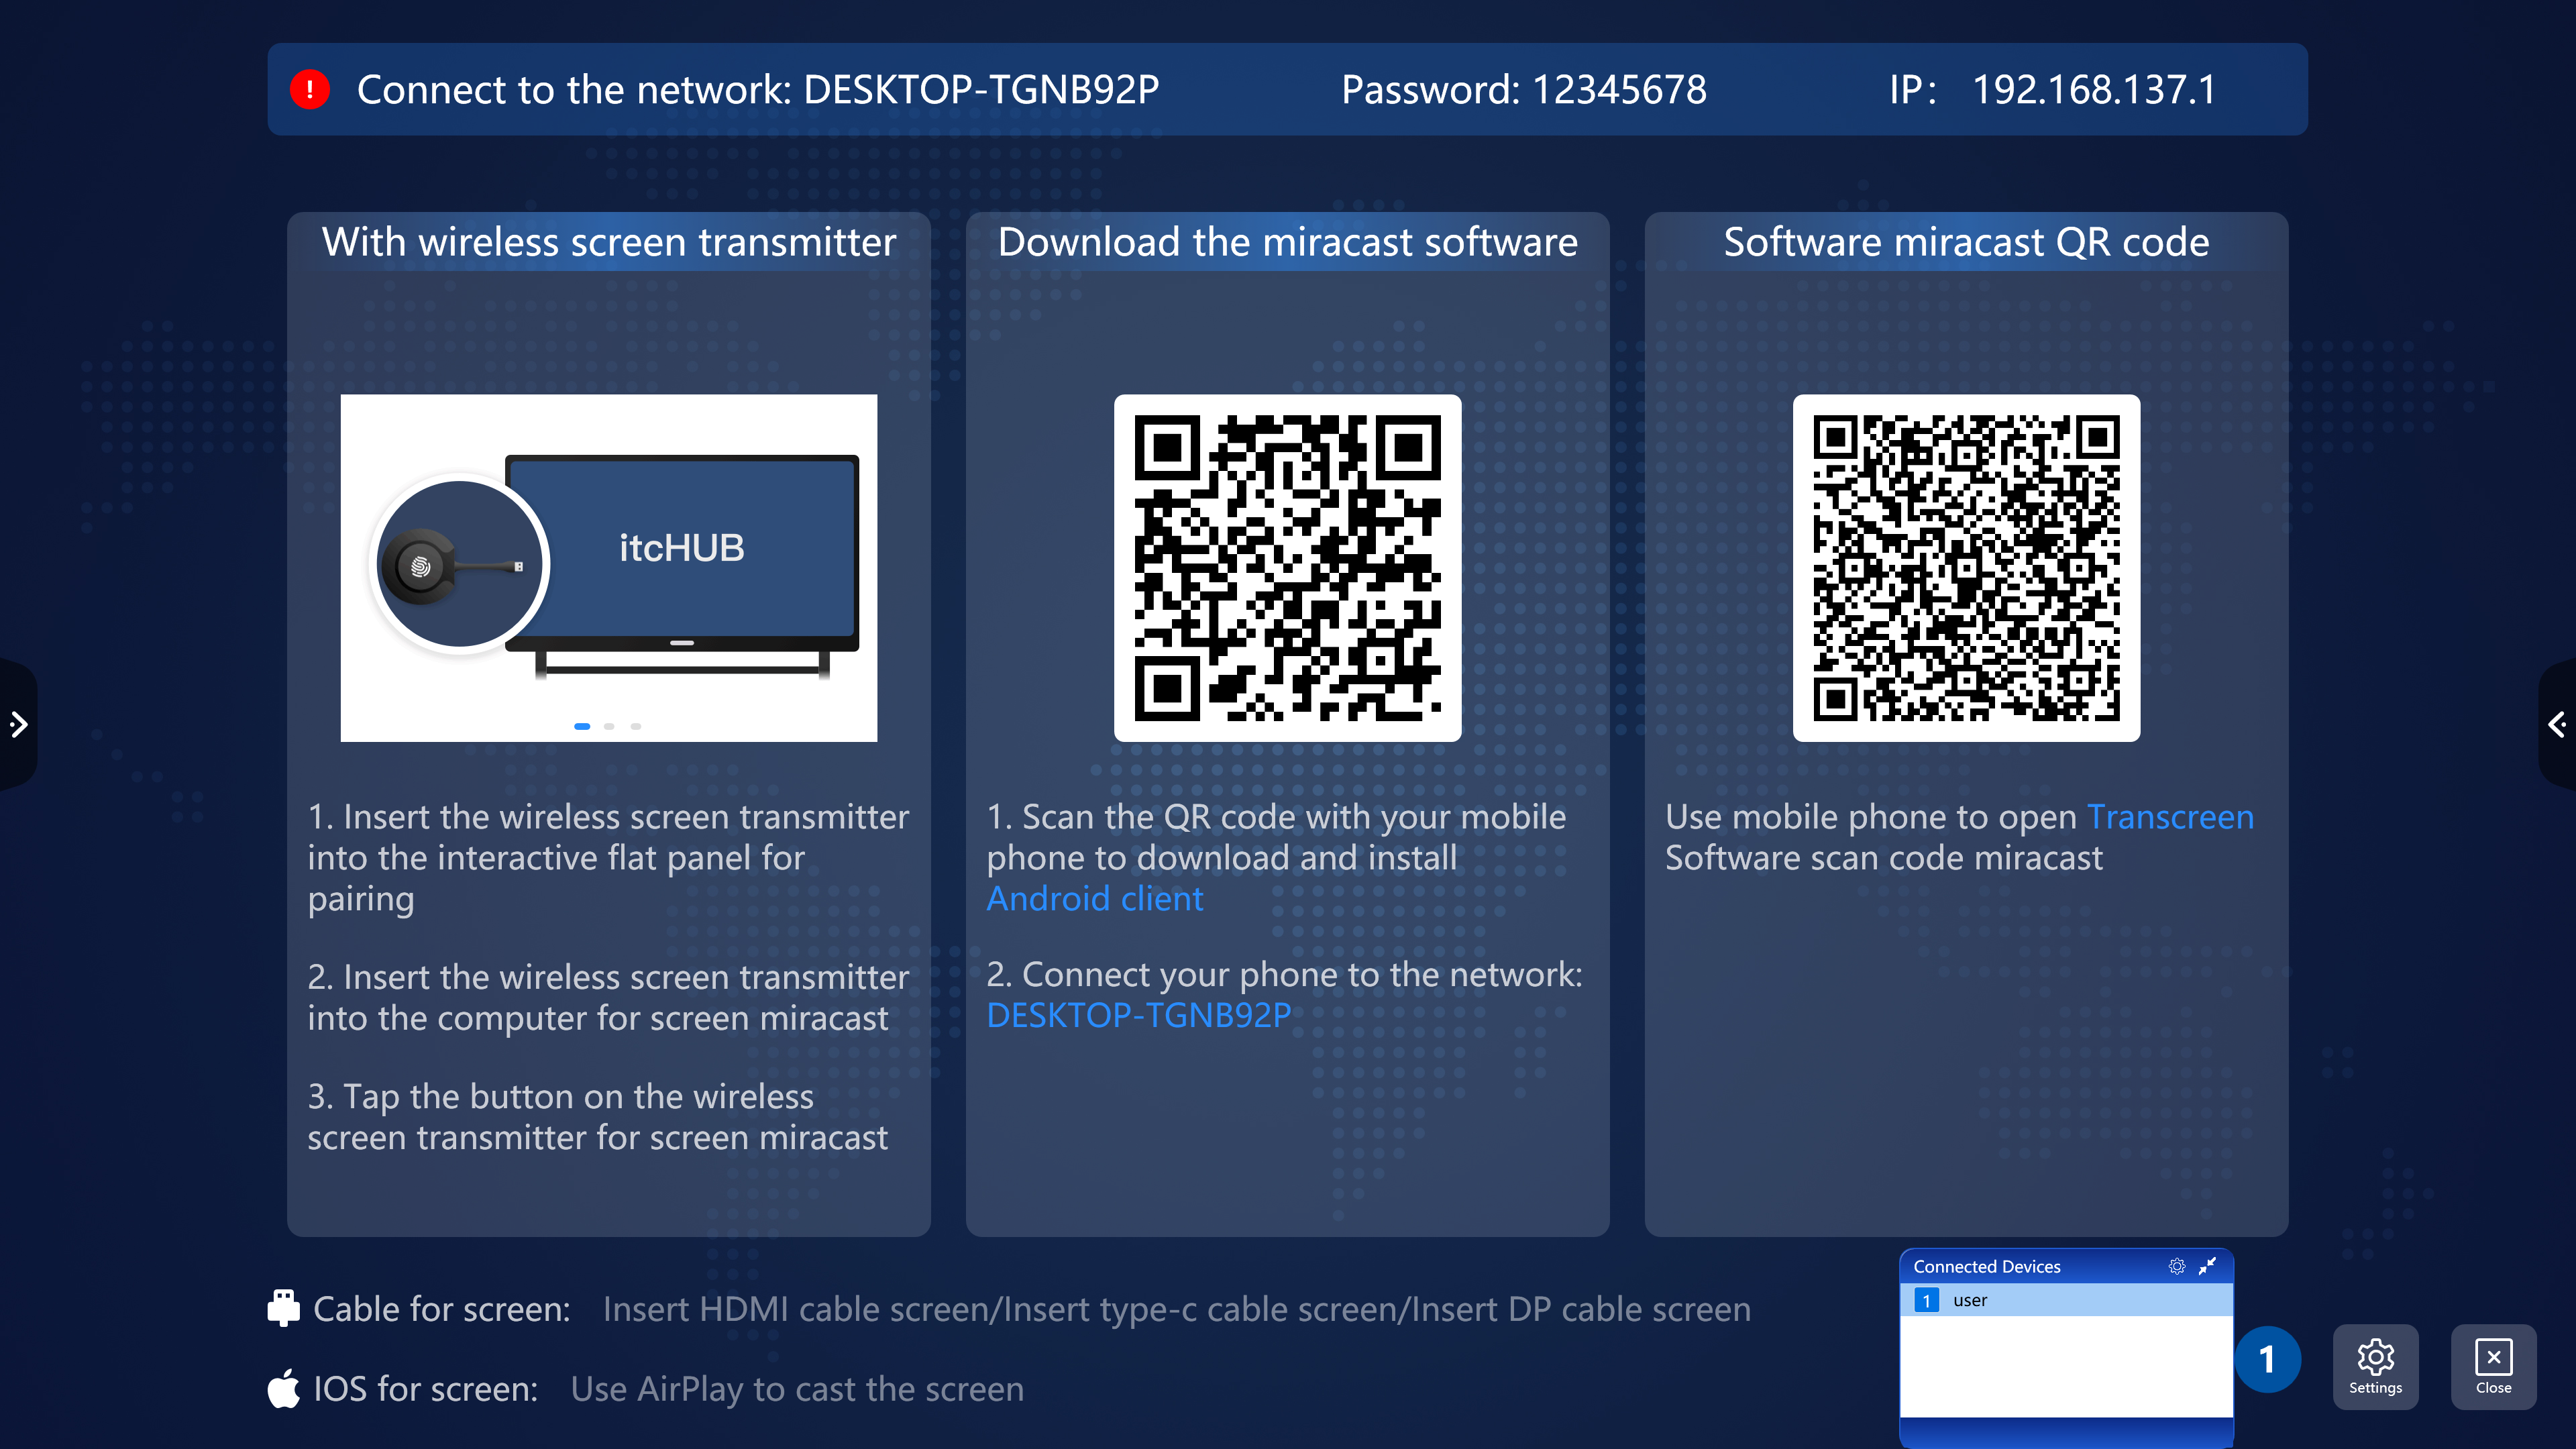 Connect to the network: DESKTOP-TGNB92P
Password: 12345678
IP: 192.168.137.1
With wireless screen transmitter
itcHUB
1. Insert the wireless screen transmitter
into the interactive flat panel for
pairing
2. Insert the wireless screen transmitter
into the computer for screen miracast
3. Tap the button on the wireless
screen transmitter for screen miracast
Download the miracast software
1. Scan the QR code with your mobile
phone to download and install
Android client
2. Connect your phone to the network:
DESKTOP-TGNB92P
Software miracast QR code
Use mobile phone to open Transcreen
Software scan code miracast
Cable for screen: Insert HDMI cable screen/Insert type-c cable screen/Insert DP cable screen
IOS for screen: Use AirPlay to cast the screen
Connected Devices
1 user
1
Settings
Close